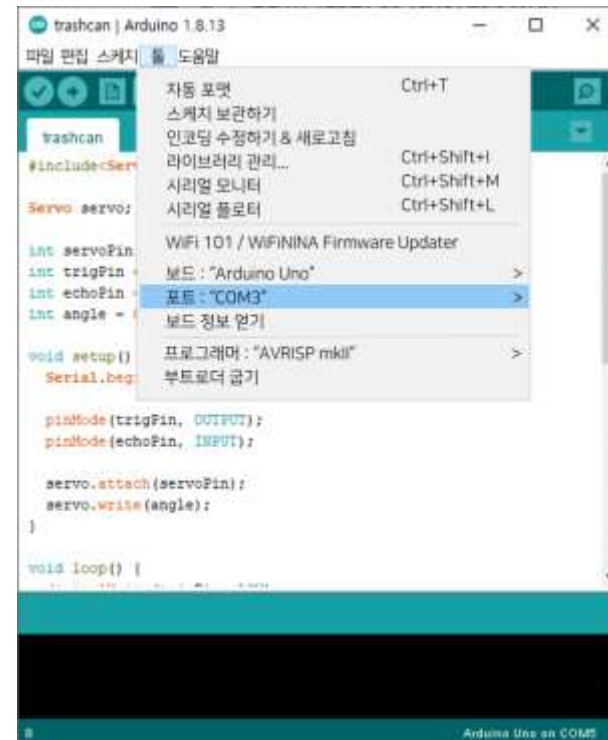 trashcan | Arduino 1.8.13
파일 편집 스케치 툴 도움말
자동 포맷 Ctrl+T
스케치 보관하기
인코딩 수정하기 & 새로고침
라이브러리 관리... Ctrl+Shift+I
시리얼 모니터 Ctrl+Shift+M
시리얼 플로터 Ctrl+Shift+L
WiFi 101 / WiFiNINA Firmware Updater
보드 : "Arduino Uno" >
포트 : "COM3" >
보드 정보 얻기
프로그래머 : "AVRISP mkII" >
부트로더 굽기
trashcan
#include<Ser
Servo servo;
int servoPin
int trigPin =
int echoPin =
int angle =
void setup()
Serial.beg
pinMode(trigPin, OUTPUT);
pinMode(echoPin, INPUT);
servo.attach(servoPin);
servo.write(angle);
}
void loop() {
8
Arduino Uno on COM5